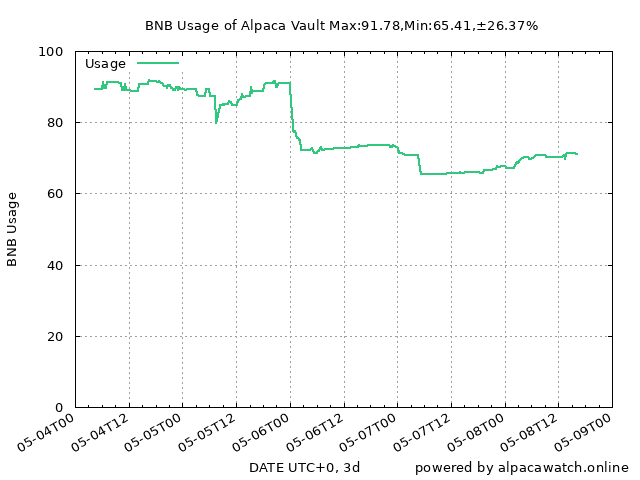 BNB Usage of Alpaca Vault Max:91.78,Min:65.41,±26.37%
Usage
100
80
60
40
20
0
BNB Usage
05-04T00 05-04T12 05-05T00 05-05T12 05-06T00 05-06T12 05-07T00 05-07T12 05-08T00 05-08T12 05-09T00
DATE UTC+0, 3d
powered by alpacawatch.online